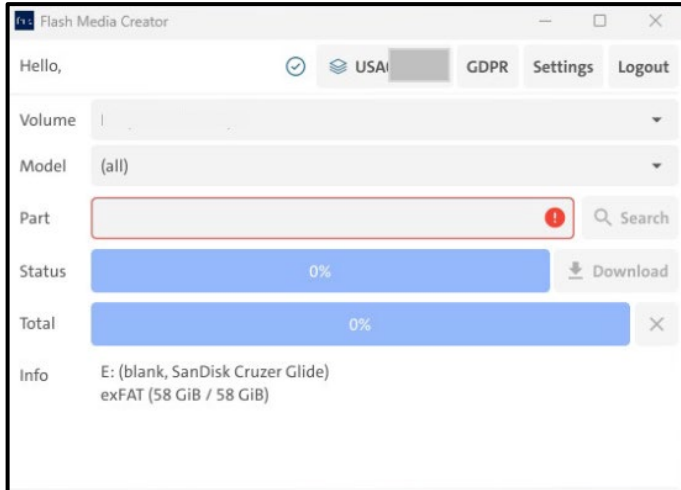 Flash Media Creator
Hello,
USA
GDPR
Settings
Logout
Volume
Model
(all)
Part
Search
Status
0%
Download
Total
0%
Info
E: (blank, SanDisk Cruzer Glide)
exFAT (58 GiB / 58 GiB)